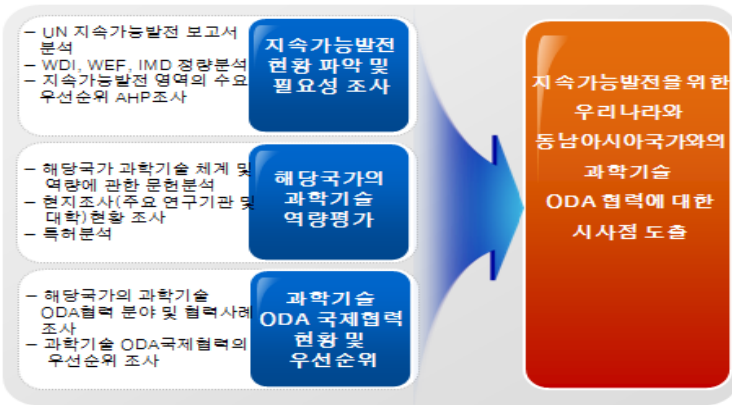 – UN 지속가능발전 보고서
분석
– WDI, WEF, IMD 정량분석
– 지속가능발전 영역의 수요
우선순위 AHP조사
지속가능발전
현황 파악 및
필요성 조사
– 해당국가 과학기술 체계 및
역량에 관한 문헌분석
– 현지조사(주요 연구기관 및
대학)현황 조사
– 특허분석
해당국가의
과학기술
역량평가
– 해당국가의 과학기술
ODA협력 분야 및 협력사례
조사
– 과학기술 ODA국제협력의
우선순위 조사
과학기술
ODA 국제협력
현황 및
우선순위
지속가능발전을 위한
우리나라와
동남아시아국가와의
과학기술
ODA 협력에 대한
시사점 도출